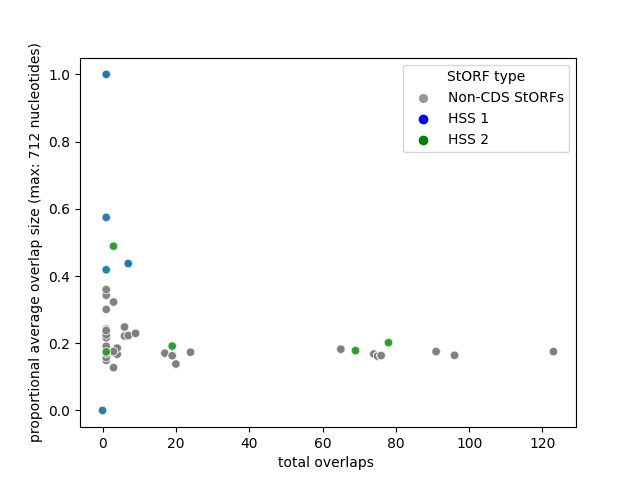 StORF type
Non-CDS StORFs
HSS 1
HSS 2
proportional average overlap size (max: 712 nucleotides)
1.0
0.8
0.6
0.4
0.2
0.0
0 20 40 60 80 100 120
total overlaps